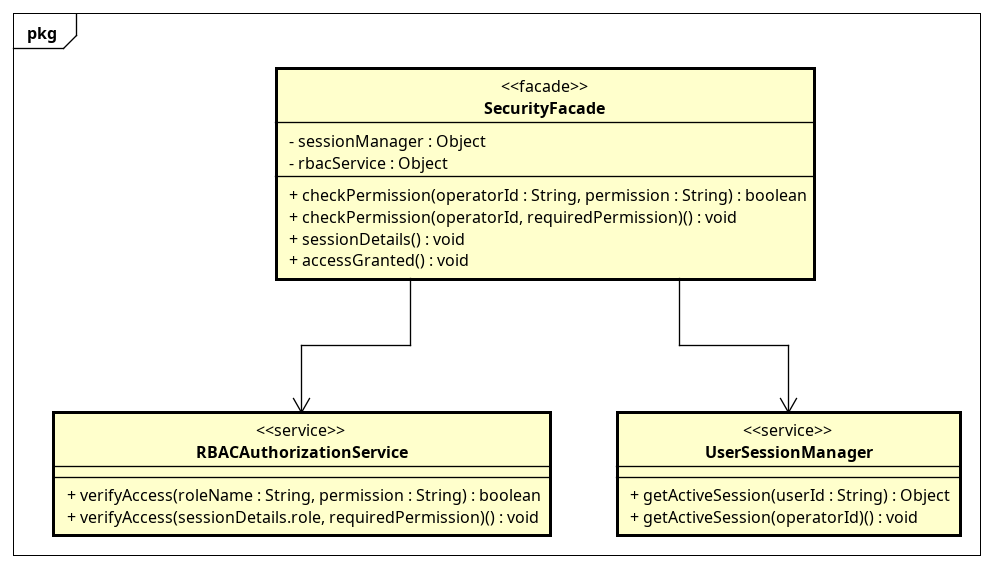 pkg
<<facade>>
SecurityFacade
- sessionManager : Object
- rbacService : Object
+ checkPermission(operatorId : String, permission : String) : boolean
+ checkPermission(operatorId, requiredPermission)() : void
+ sessionDetails() : void
+ accessGranted() : void
<<service>>
RBACAuthorizationService
+ verifyAccess(roleName : String, permission : String) : boolean
+ verifyAccess(sessionDetails.role, requiredPermission)() : void
<<service>>
UserSessionManager
+ getActiveSession(userId : String) : Object
+ getActiveSession(operatorId)() : void